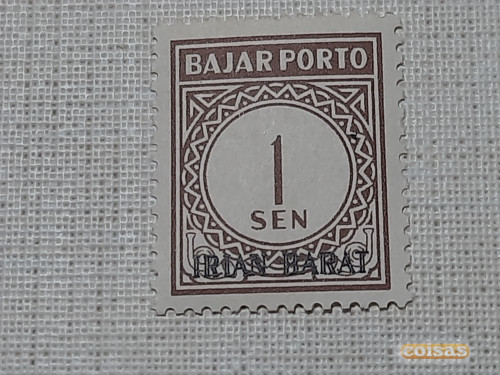 BAJAR PORTO
1
SEN
IRIAN BARAT
coisas